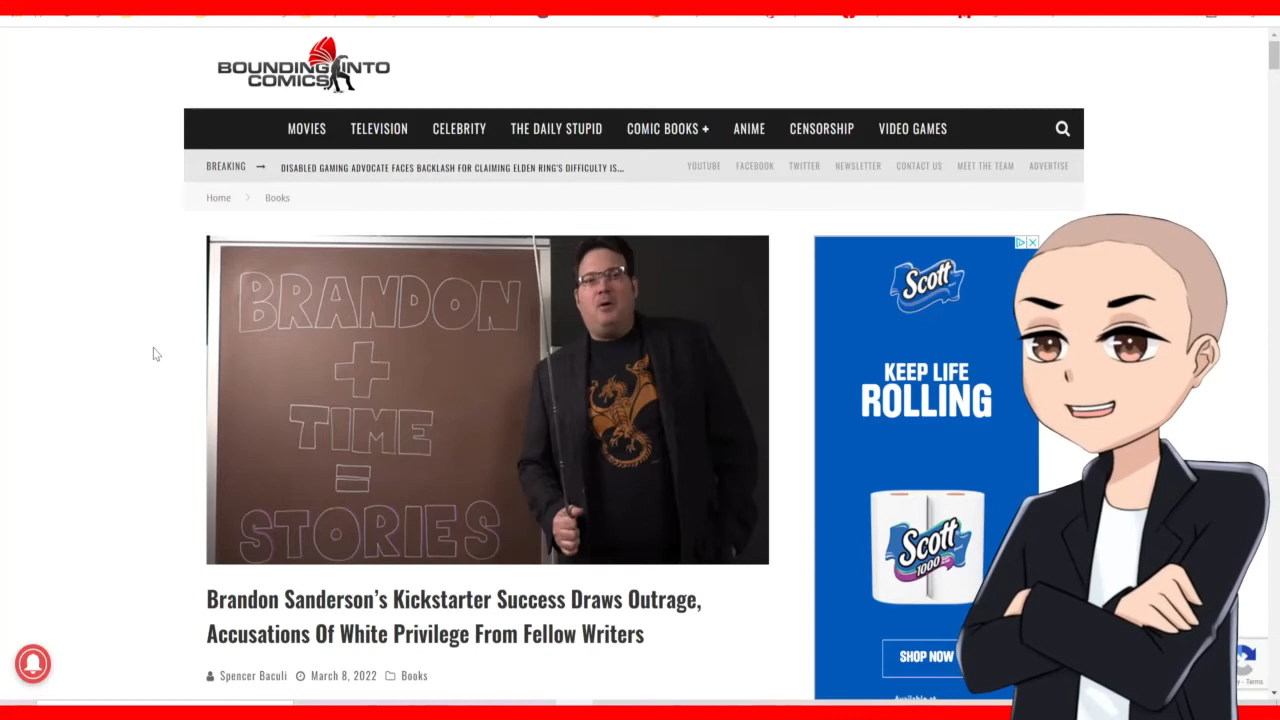 BOUNDING INTO
COMICS
MOVIES TELEVISION CELEBRITY THE DAILY STUPID COMIC BOOKS + ANIME CENSORSHIP VIDEO GAMES
BREAKING → DISABLED GAMING ADVOCATE FACES BACKLASH FOR CLAIMING ELDEN RING'S DIFFICULTY IS... YOUTUBE FACEBOOK TWITTER NEWSLETTER CONTACT US MEET THE TEAM ADVERTISE
Home > Books
BRANDON
+
TIME
=
STORIES
Scott
KEEP LIFE
ROLLING
Scott
1000
SHOP NOW
Brandon Sanderson's Kickstarter Success Draws Outrage,
Accusations Of White Privilege From Fellow Writers
Spencer Baculi March 8, 2022 Books
- Terms